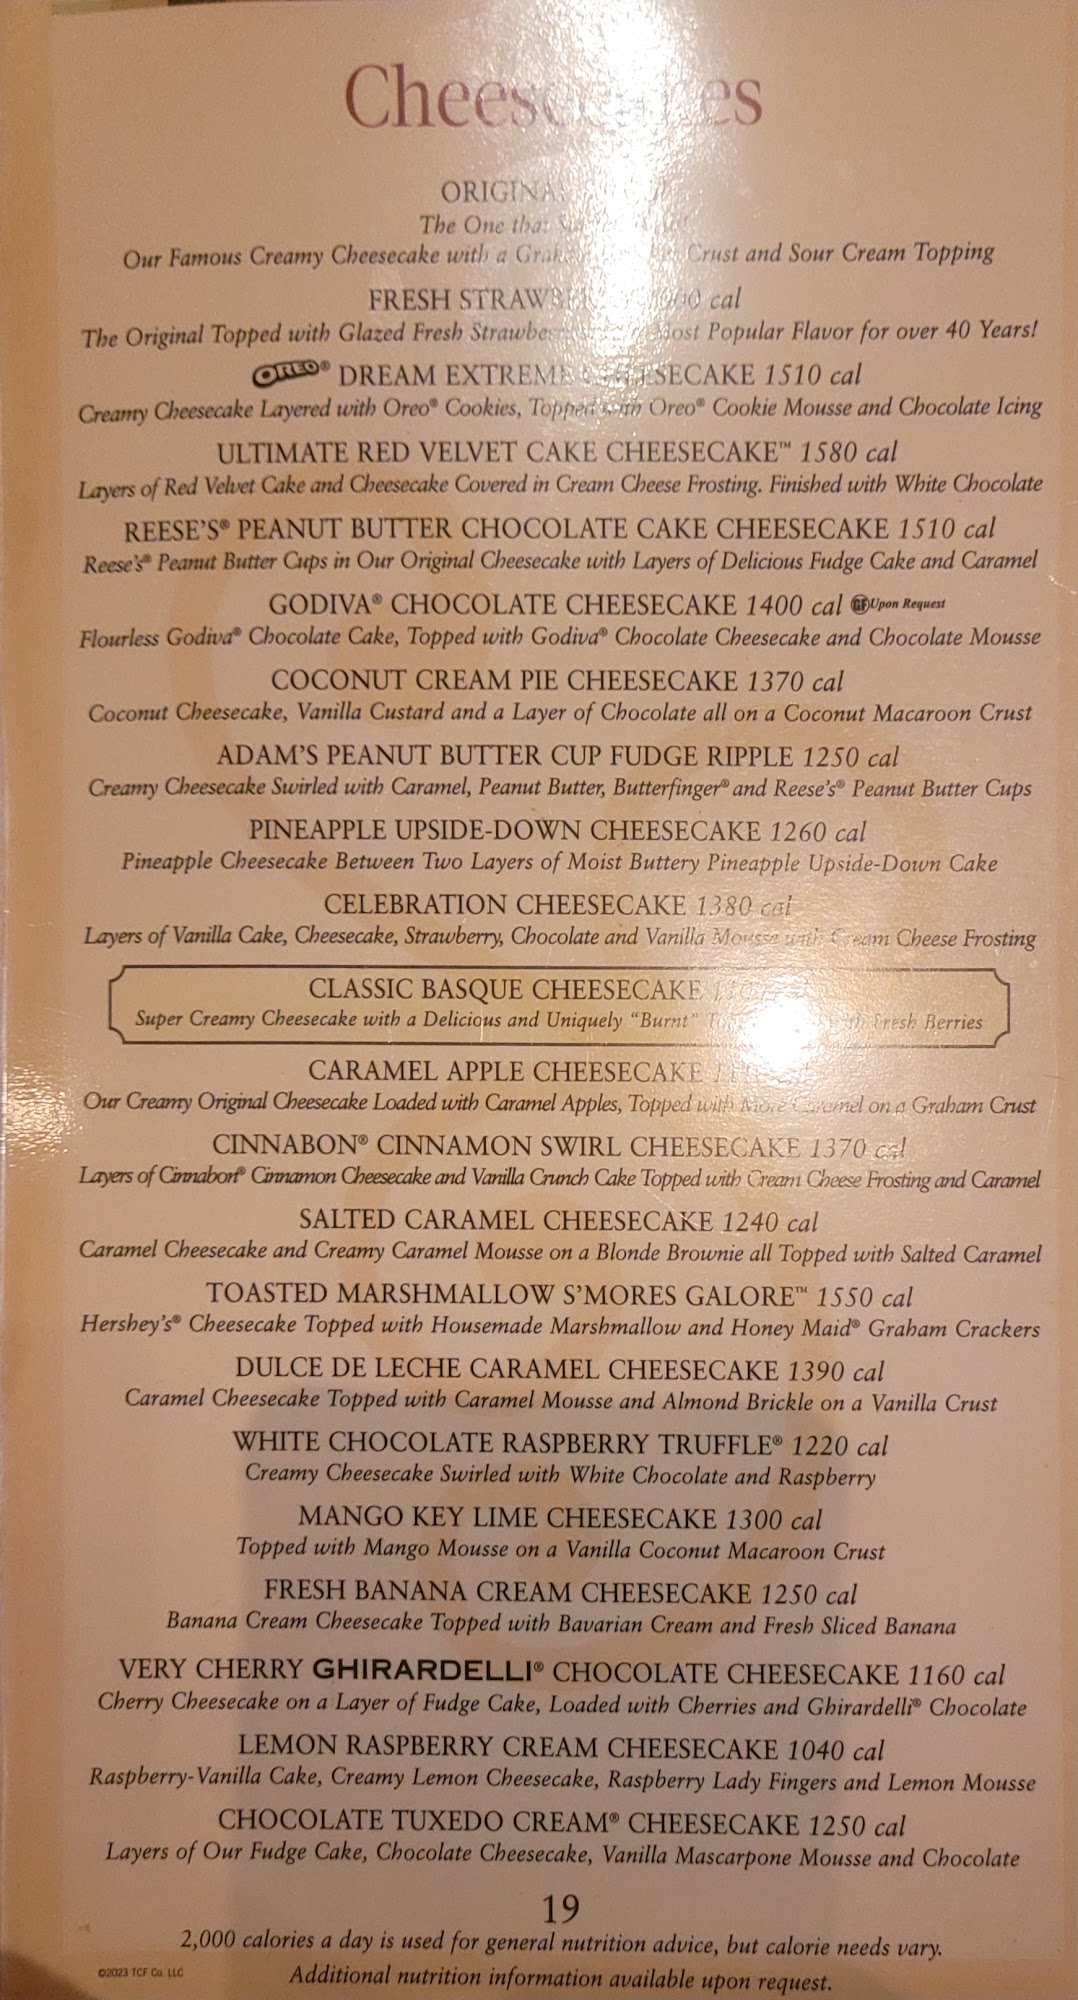 Cheesecakes
ORIGINAL
The One that
Our Famous Creamy Cheesecake with a Graham Crust and Sour Cream Topping
FRESH STRAWBERRY cal
The Original Topped with Glazed Fresh Strawberries Most Popular Flavor for over 40 Years!
OREO® DREAM EXTREME CHEESECAKE 1510 cal
Creamy Cheesecake Layered with Oreo® Cookies, Topped with Oreo® Cookie Mousse and Chocolate Icing
ULTIMATE RED VELVET CAKE CHEESECAKE™ 1580 cal
Layers of Red Velvet Cake and Cheesecake Covered in Cream Cheese Frosting. Finished with White Chocolate
REESE'S® PEANUT BUTTER CHOCOLATE CAKE CHEESECAKE 1510 cal
Reese's® Peanut Butter Cups in Our Original Cheesecake with Layers of Delicious Fudge Cake and Caramel
GODIVA® CHOCOLATE CHEESECAKE 1400 cal GF Upon Request
Flourless Godiva® Chocolate Cake, Topped with Godiva® Chocolate Cheesecake and Chocolate Mousse
COCONUT CREAM PIE CHEESECAKE 1370 cal
Coconut Cheesecake, Vanilla Custard and a Layer of Chocolate all on a Coconut Macaroon Crust
ADAM'S PEANUT BUTTER CUP FUDGE RIPPLE 1250 cal
Creamy Cheesecake Swirled with Caramel, Peanut Butter, Butterfinger® and Reese's® Peanut Butter Cups
PINEAPPLE UPSIDE-DOWN CHEESECAKE 1260 cal
Pineapple Cheesecake Between Two Layers of Moist Buttery Pineapple Upside-Down Cake
CELEBRATION CHEESECAKE 1380 cal
Layers of Vanilla Cake, Cheesecake, Strawberry, Chocolate and Vanilla Mousse with Cream Cheese Frosting
CLASSIC BASQUE CHEESECAKE
Super Creamy Cheesecake with a Delicious and Uniquely "Burnt" with Fresh Berries
CARAMEL APPLE CHEESECAKE
Our Creamy Original Cheesecake Loaded with Caramel Apples, Topped with More Caramel on a Graham Crust
CINNABON® CINNAMON SWIRL CHEESECAKE 1370 cal
Layers of Cinnabon® Cinnamon Cheesecake and Vanilla Crunch Cake Topped with Cream Cheese Frosting and Caramel
SALTED CARAMEL CHEESECAKE 1240 cal
Caramel Cheesecake and Creamy Caramel Mousse on a Blonde Brownie all Topped with Salted Caramel
TOASTED MARSHMALLOW S'MORES GALORE™ 1550 cal
Hershey's® Cheesecake Topped with Housemade Marshmallow and Honey Maid® Graham Crackers
DULCE DE LECHE CARAMEL CHEESECAKE 1390 cal
Caramel Cheesecake Topped with Caramel Mousse and Almond Brickle on a Vanilla Crust
WHITE CHOCOLATE RASPBERRY TRUFFLE® 1220 cal
Creamy Cheesecake Swirled with White Chocolate and Raspberry
MANGO KEY LIME CHEESECAKE 1300 cal
Topped with Mango Mousse on a Vanilla Coconut Macaroon Crust
FRESH BANANA CREAM CHEESECAKE 1250 cal
Banana Cream Cheesecake Topped with Bavarian Cream and Fresh Sliced Banana
VERY CHERRY GHIRARDELLI® CHOCOLATE CHEESECAKE 1160 cal
Cherry Cheesecake on a Layer of Fudge Cake, Loaded with Cherries and Ghirardelli® Chocolate
LEMON RASPBERRY CREAM CHEESECAKE 1040 cal
Raspberry-Vanilla Cake, Creamy Lemon Cheesecake, Raspberry Lady Fingers and Lemon Mousse
CHOCOLATE TUXEDO CREAM® CHEESECAKE 1250 cal
Layers of Our Fudge Cake, Chocolate Cheesecake, Vanilla Mascarpone Mousse and Chocolate
19
2,000 calories a day is used for general nutrition advice, but calorie needs vary.
©2023 TCF Co. LLC
Additional nutrition information available upon request.